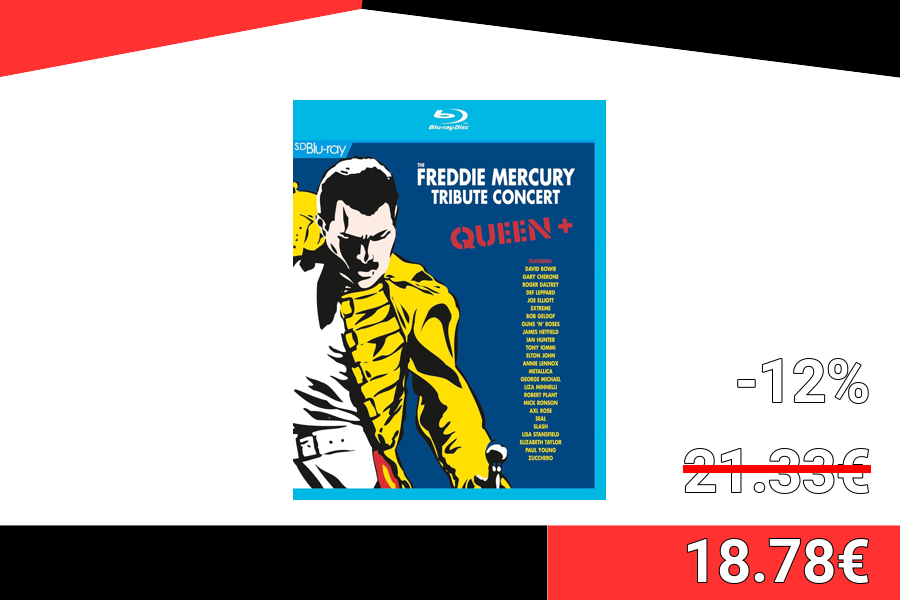 Blu-ray Disc
SD Blu-ray
THE
FREDDIE MERCURY
TRIBUTE CONCERT
QUEEN +
FEATURING:
DAVID BOWIE
GARY CHERONE
ROGER DALTREY
DEF LEPPARD
JOE ELLIOTT
EXTREME
BOB GELDOF
GUNS 'N' ROSES
JAMES HETFIELD
IAN HUNTER
TONY IOMMI
ELTON JOHN
ANNIE LENNOX
METALLICA
GEORGE MICHAEL
LIZA MINNELLI
ROBERT PLANT
MICK RONSON
AXL ROSE
SEAL
SLASH
LISA STANSFIELD
ELIZABETH TAYLOR
PAUL YOUNG
ZUCCHERO
-12%
21.33€
18.78€